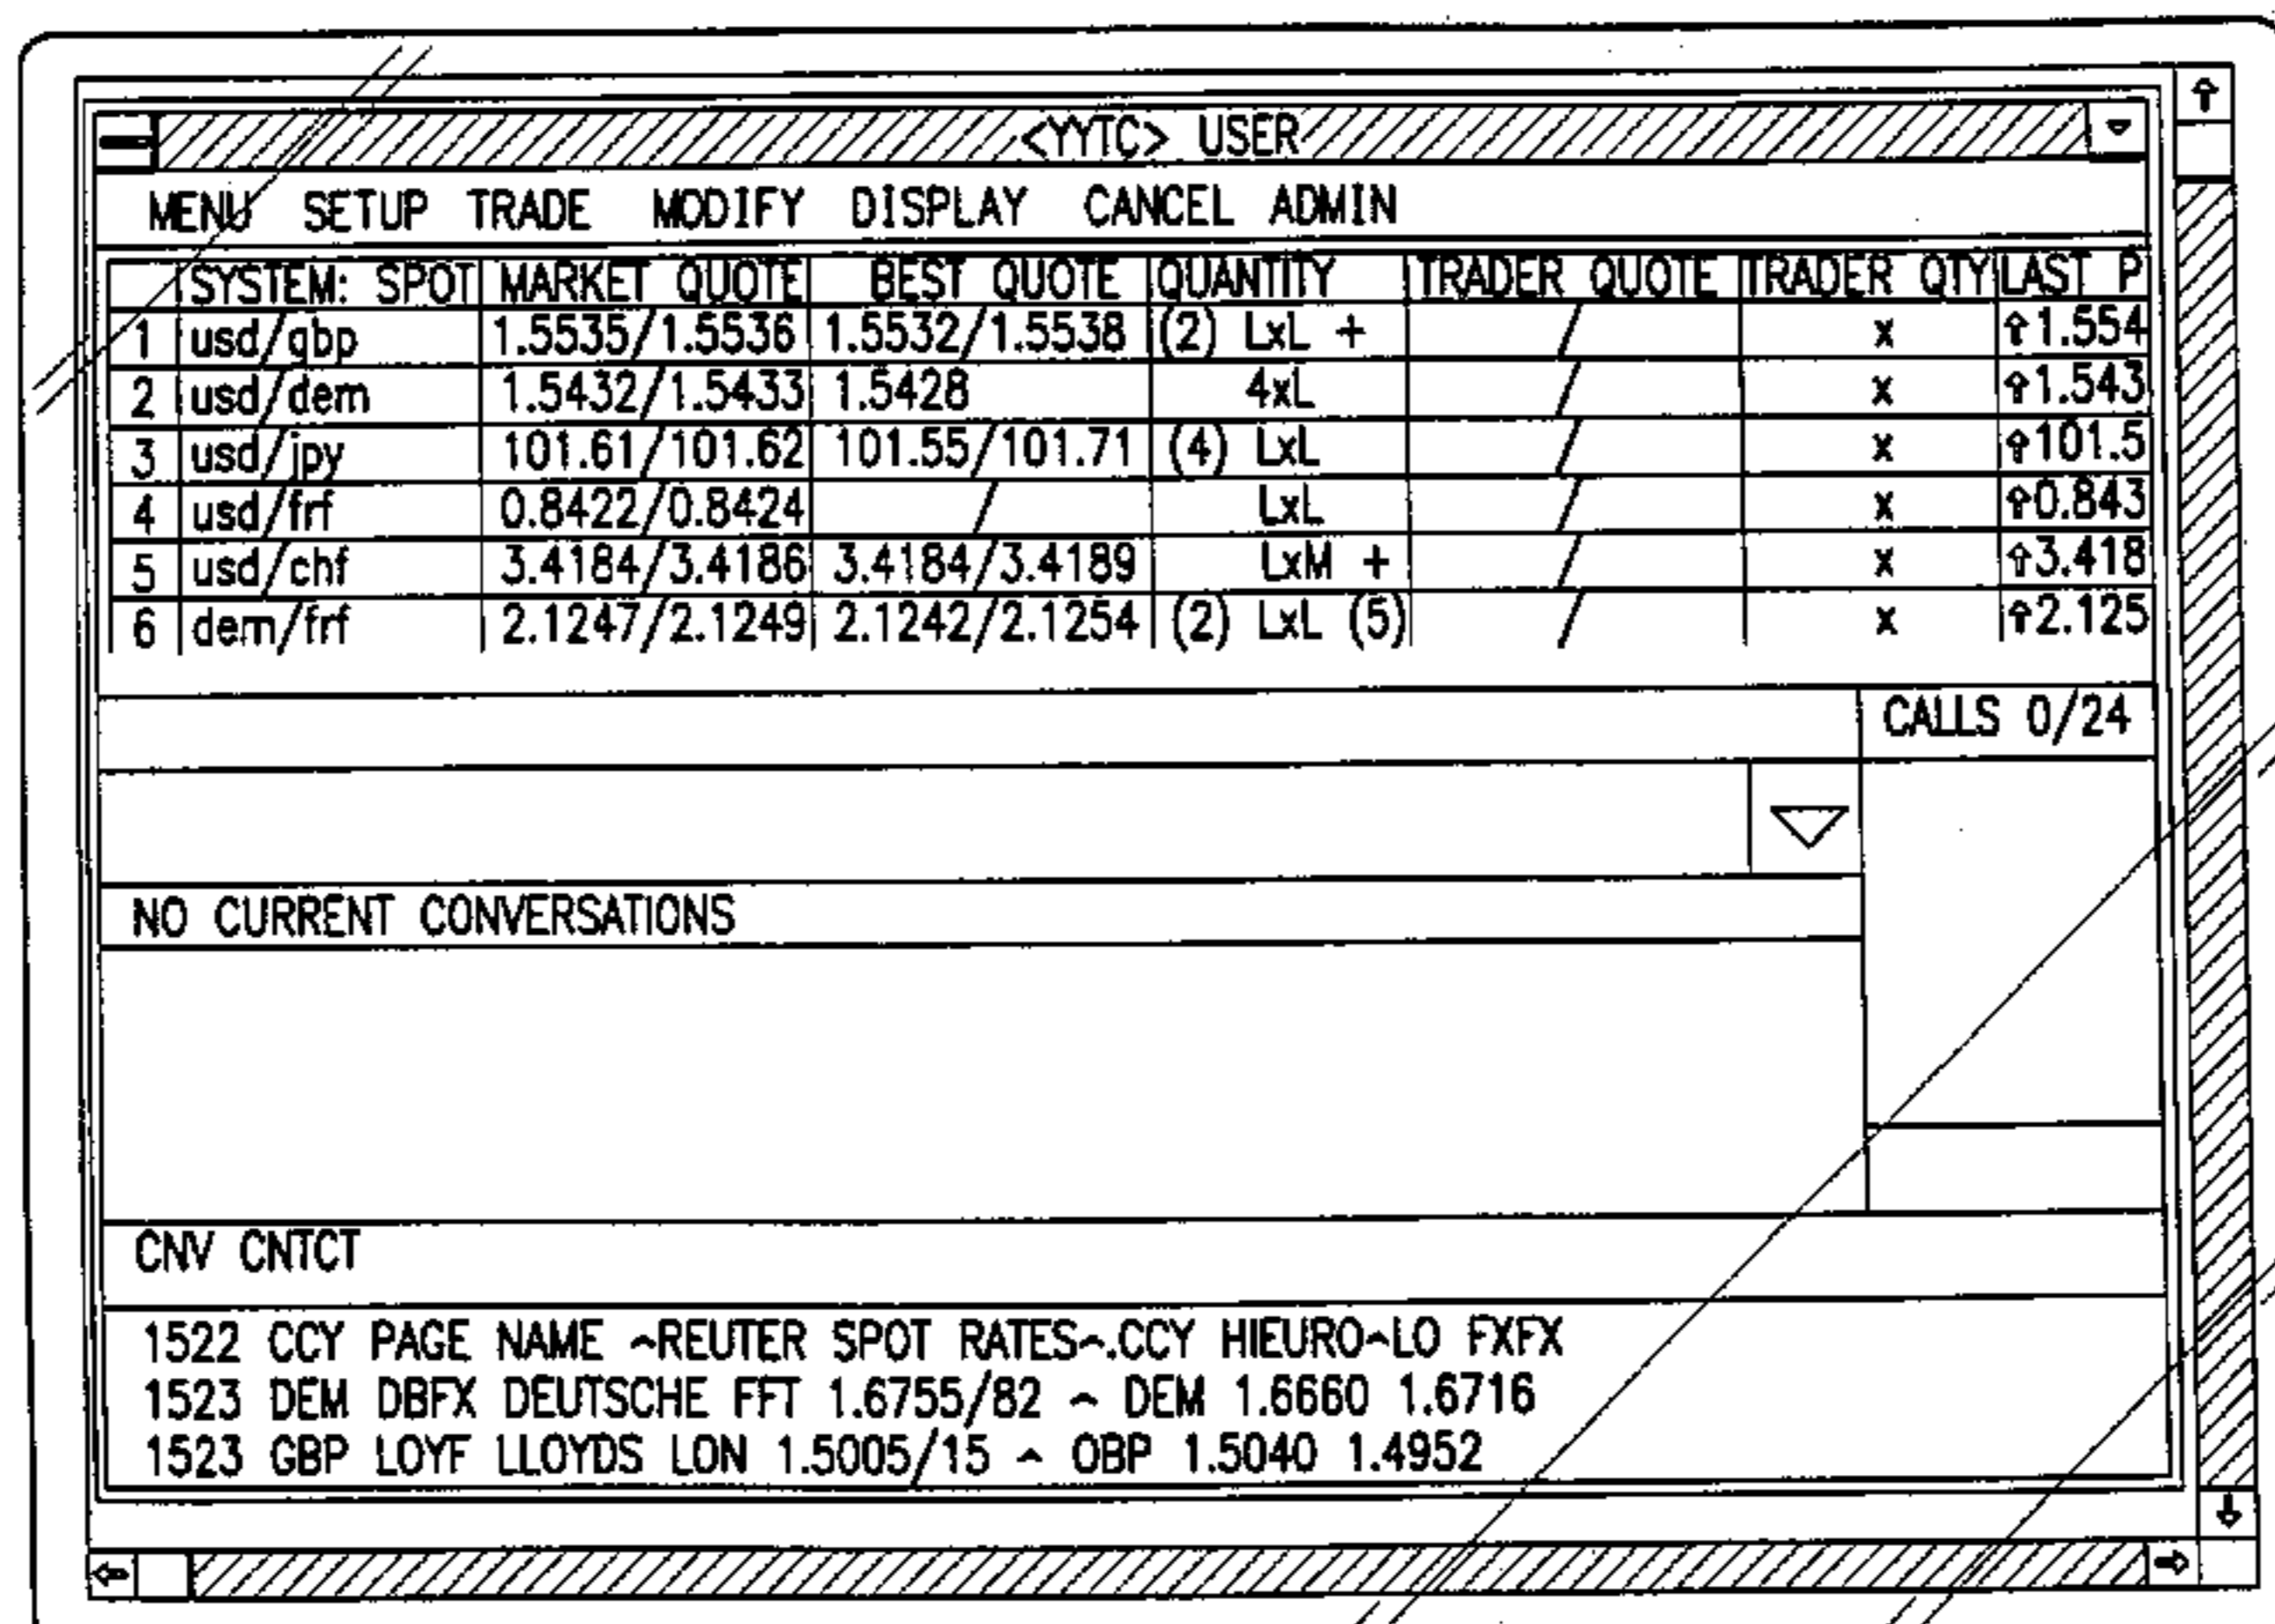 <YYTC> USER
MENU SETUP TRADE MODIFY DISPLAY CANCEL ADMIN
SYSTEM: SPOT MARKET QUOTE BEST QUOTE QUANTITY TRADER QUOTE TRADER QTY LAST P
1 usd/gbp 1.5535/1.5536 1.5532/1.5538 (2) LxL + / x ⇧1.554
2 usd/dem 1.5432/1.5433 1.5428 4xL / x ⇧1.543
3 usd/jpy 101.61/101.62 101.55/101.71 (4) LxL / x ⇧101.5
4 usd/frf 0.8422/0.8424 / LxL / x ⇧0.843
5 usd/chf 3.4184/3.4186 3.4184/3.4189 LxM + / x ⇧3.418
6 dem/frf 2.1247/2.1249 2.1242/2.1254 (2) LxL (5) / x ⇧2.125
CALLS 0/24
NO CURRENT CONVERSATIONS
CNV CNTCT
1522 CCY PAGE NAME ~REUTER SPOT RATES~.CCY HIEURO~LO FXFX
1523 DEM DBFX DEUTSCHE FFT 1.6755/82 ~ DEM 1.6660 1.6716
1523 GBP LOYF LLOYDS LON 1.5005/15 ~ OBP 1.5040 1.4952